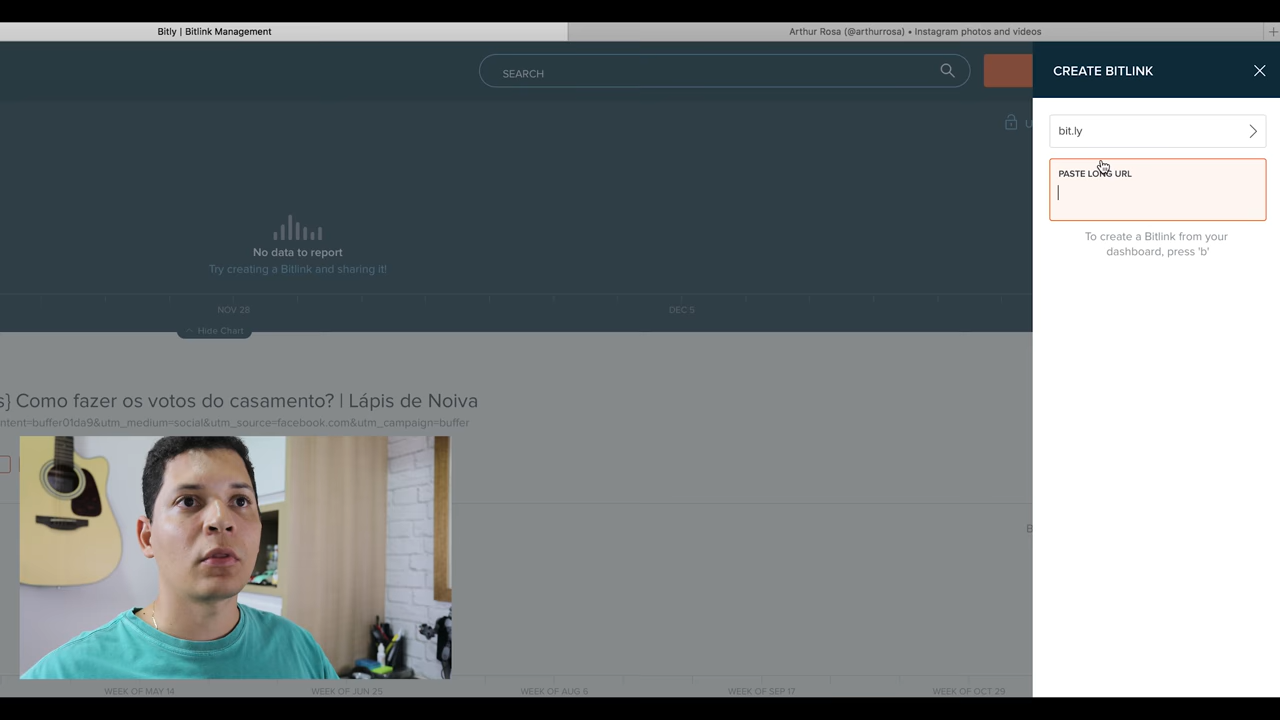 Bitly | Bitlink Management
Arthur Rosa (@arthurrosa) • Instagram photos and videos
SEARCH
CREATE BITLINK
bit.ly
PASTE LONG URL
To create a Bitlink from your
dashboard, press 'b'
U
No data to report
Try creating a Bitlink and sharing it!
NOV 28
DEC 5
Hide Chart
s} Como fazer os votos do casamento? | Lápis de Noiva
ntent=buffer01da9&utm_medium=social&utm_source=facebook.com&utm_campaign=buffer
B
WEEK OF MAY 14
WEEK OF JUN 25
WEEK OF AUG 6
WEEK OF SEP 17
WEEK OF OCT 29